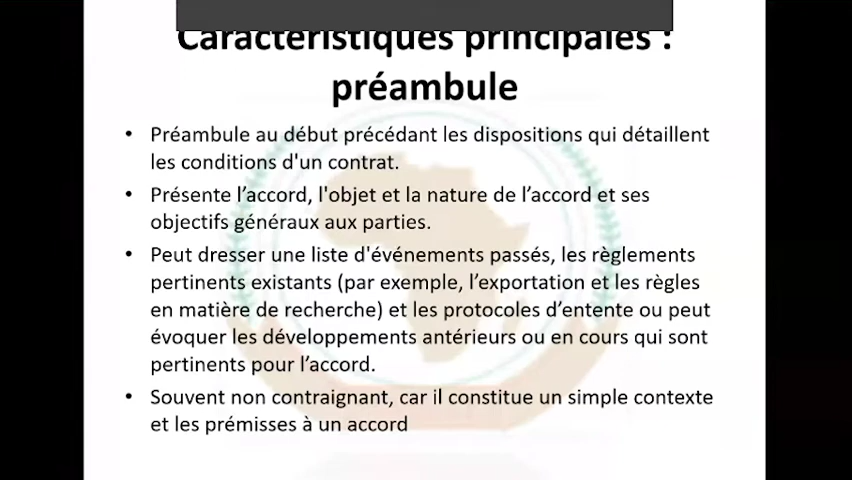 Caractéristiques principales :
préambule
• Préambule au début précédant les dispositions qui détaillent
les conditions d'un contrat.
• Présente l’accord, l'objet et la nature de l’accord et ses
objectifs généraux aux parties.
• Peut dresser une liste d'événements passés, les règlements
pertinents existants (par exemple, l’exportation et les règles
en matière de recherche) et les protocoles d’entente ou peut
évoquer les développements antérieurs ou en cours qui sont
pertinents pour l’accord.
• Souvent non contraignant, car il constitue un simple contexte
et les prémisses à un accord